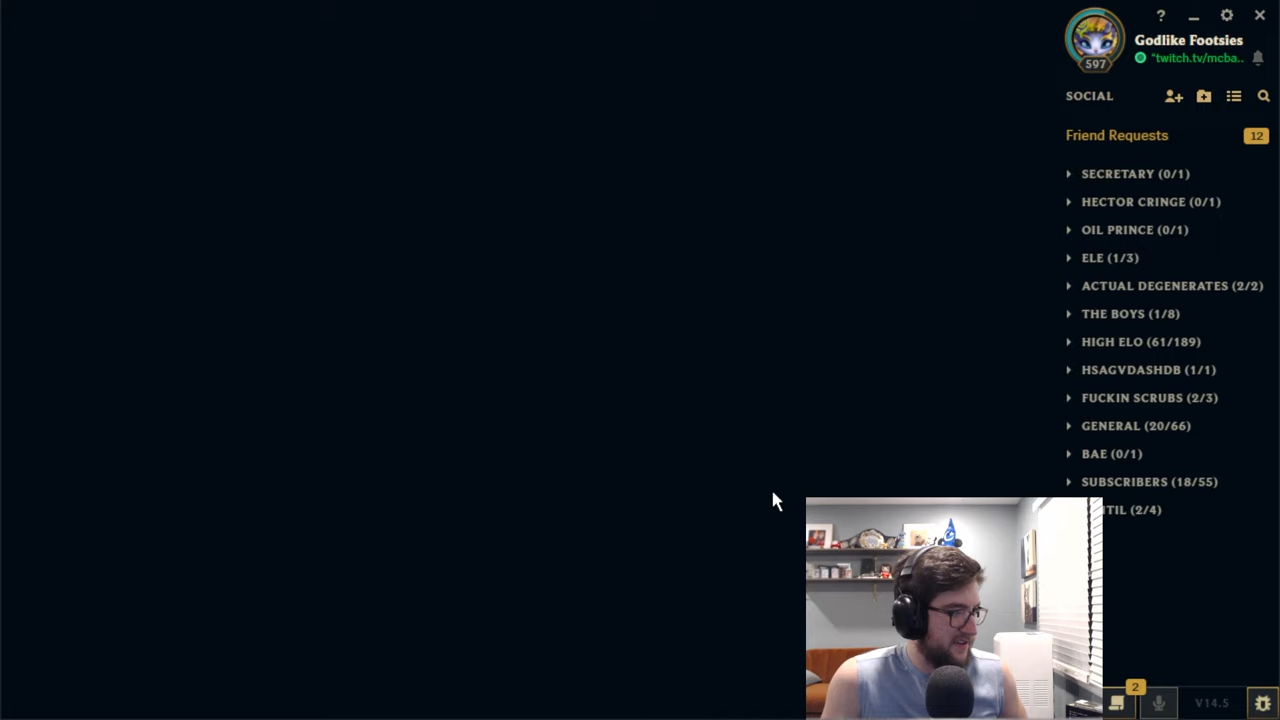 ?
Godlike Footsies
597
"twitch.tv/mcba..
SOCIAL
Friend Requests
12
SECRETARY (0/1)
HECTOR CRINGE (0/1)
OIL PRINCE (0/1)
ELE (1/3)
ACTUAL DEGENERATES (2/2)
THE BOYS (1/8)
HIGH ELO (61/189)
HSAGVDASHDB (1/1)
FUCKIN SCRUBS (2/3)
GENERAL (20/66)
BAE (0/1)
SUBSCRIBERS (18/55)
TIL (2/4)
2
V14.5